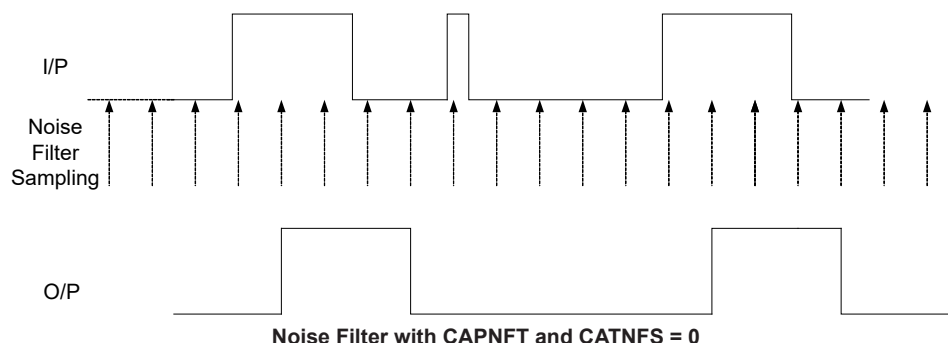 I/P
Noise
Filter
Sampling
O/P
Noise Filter with CAPNFT and CATNFS = 0